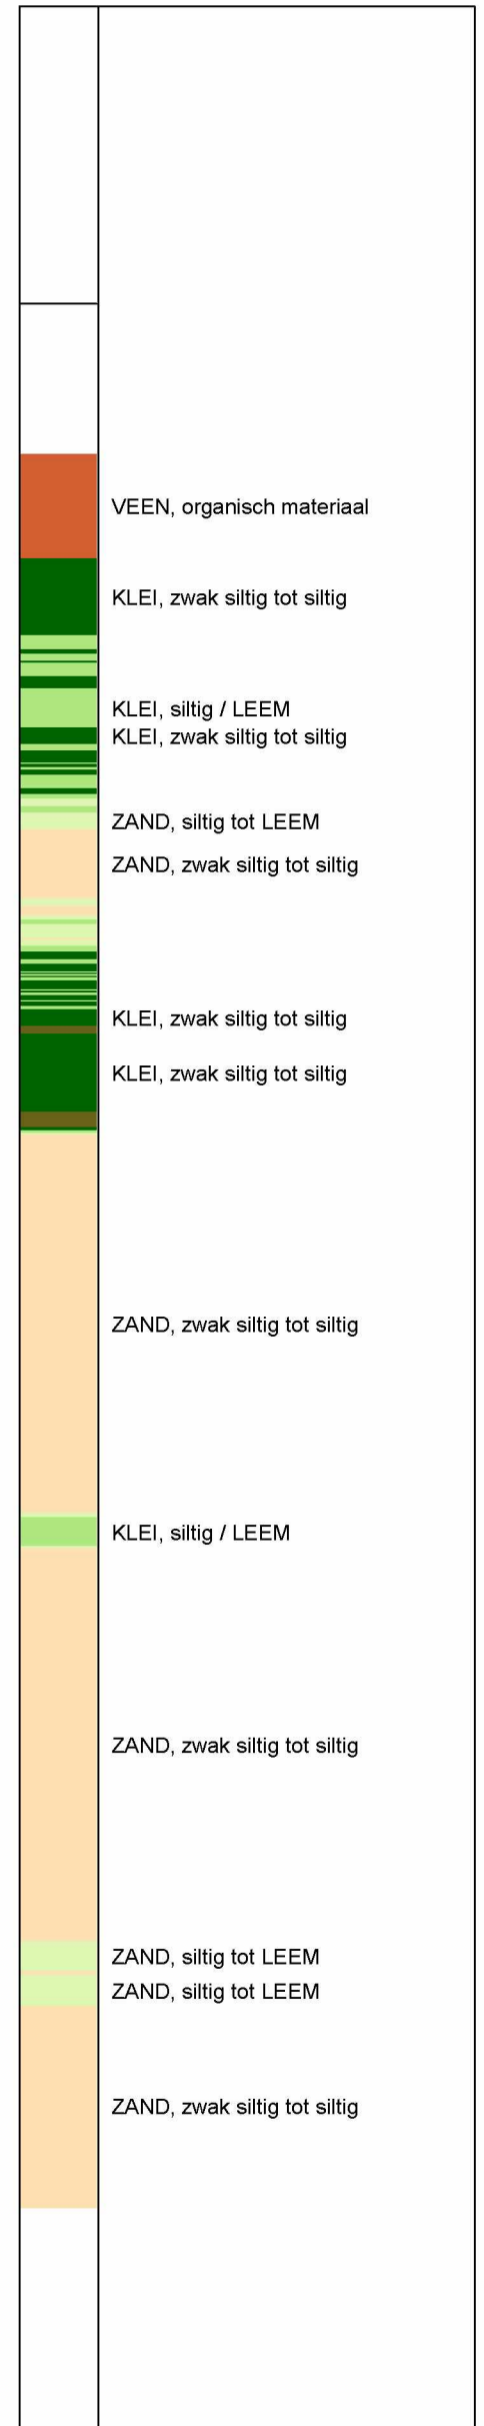 VEEN, organisch materiaal
KLEI, zwak siltig tot siltig
KLEI, siltig / LEEM
KLEI, zwak siltig tot siltig
ZAND, siltig tot LEEM
ZAND, zwak siltig tot siltig
KLEI, zwak siltig tot siltig
KLEI, zwak siltig tot siltig
ZAND, zwak siltig tot siltig
KLEI, siltig / LEEM
ZAND, zwak siltig tot siltig
ZAND, siltig tot LEEM
ZAND, siltig tot LEEM
ZAND, zwak siltig tot siltig